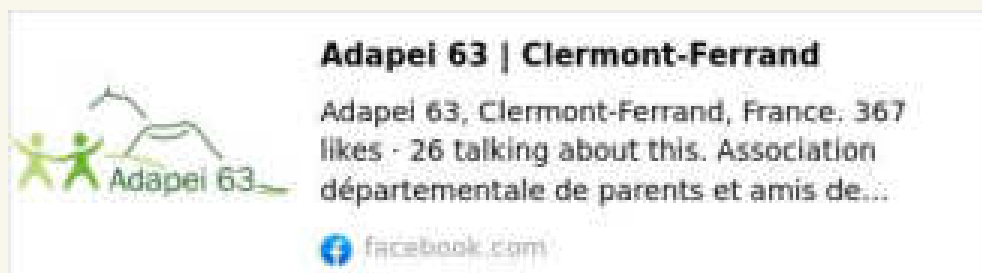 Adapei 63 | Clermont-Ferrand
Adapei 63, Clermont-Ferrand, France. 367
likes · 26 talking about this. Association
départementale de parents et amis de...
Adapei 63
facebook.com